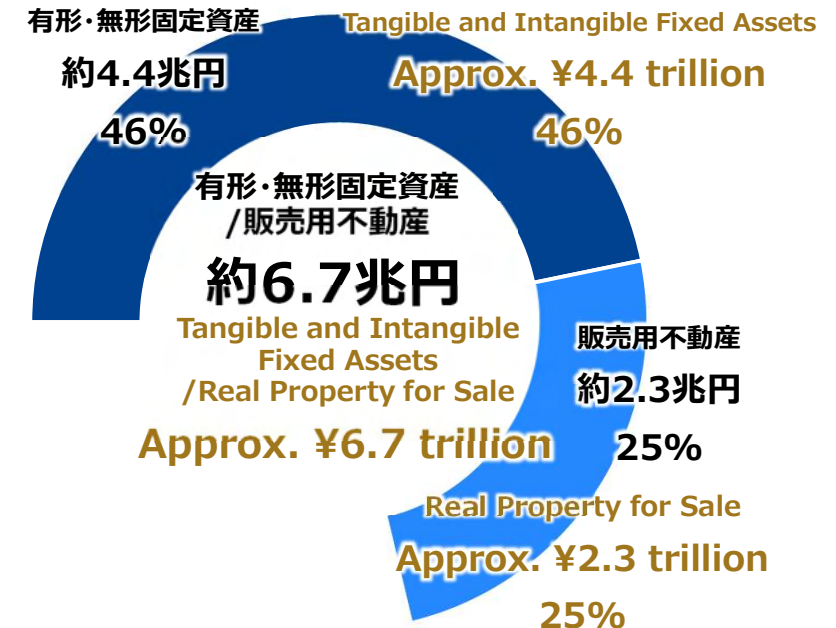 有形・無形固定資産
約4.4兆円
46%
Tangible and Intangible Fixed Assets
Approx. ¥4.4 trillion
46%
有形・無形固定資産
/販売用不動産
約6.7兆円
Tangible and Intangible
Fixed Assets
/Real Property for Sale
Approx. ¥6.7 trillion
販売用不動産
約2.3兆円
25%
Real Property for Sale
Approx. ¥2.3 trillion
25%